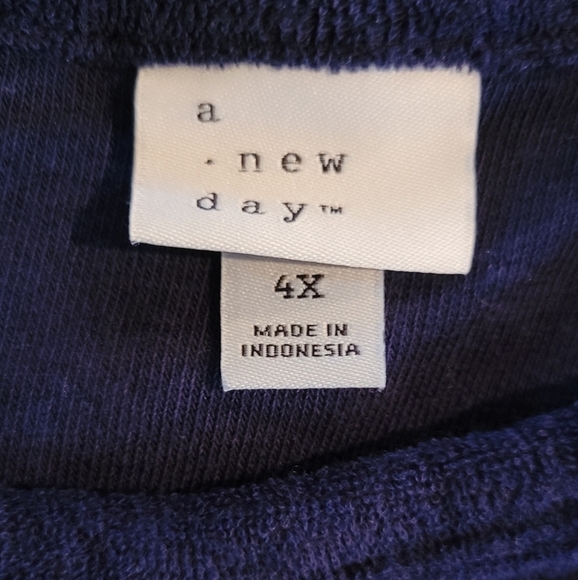 a
· new
day™
4X
MADE IN
INDONESIA